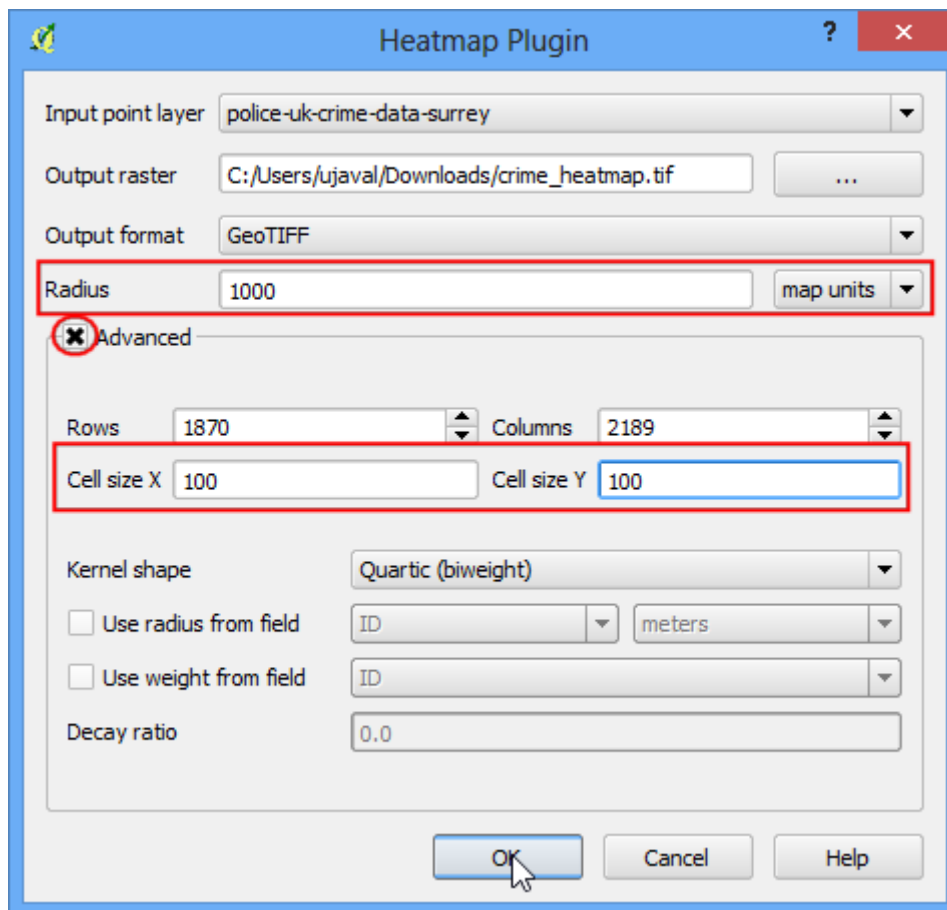 Heatmap Plugin ?
Input point layer police-uk-crime-data-surrey
Output raster C:/Users/ujaval/Downloads/crime_heatmap.tif ...
Output format GeoTIFF
Radius 1000 map units
Advanced
Rows 1870 Columns 2189
Cell size X 100 Cell size Y 100
Kernel shape Quartic (biweight)
Use radius from field ID meters
Use weight from field ID
Decay ratio 0.0
OK Cancel Help